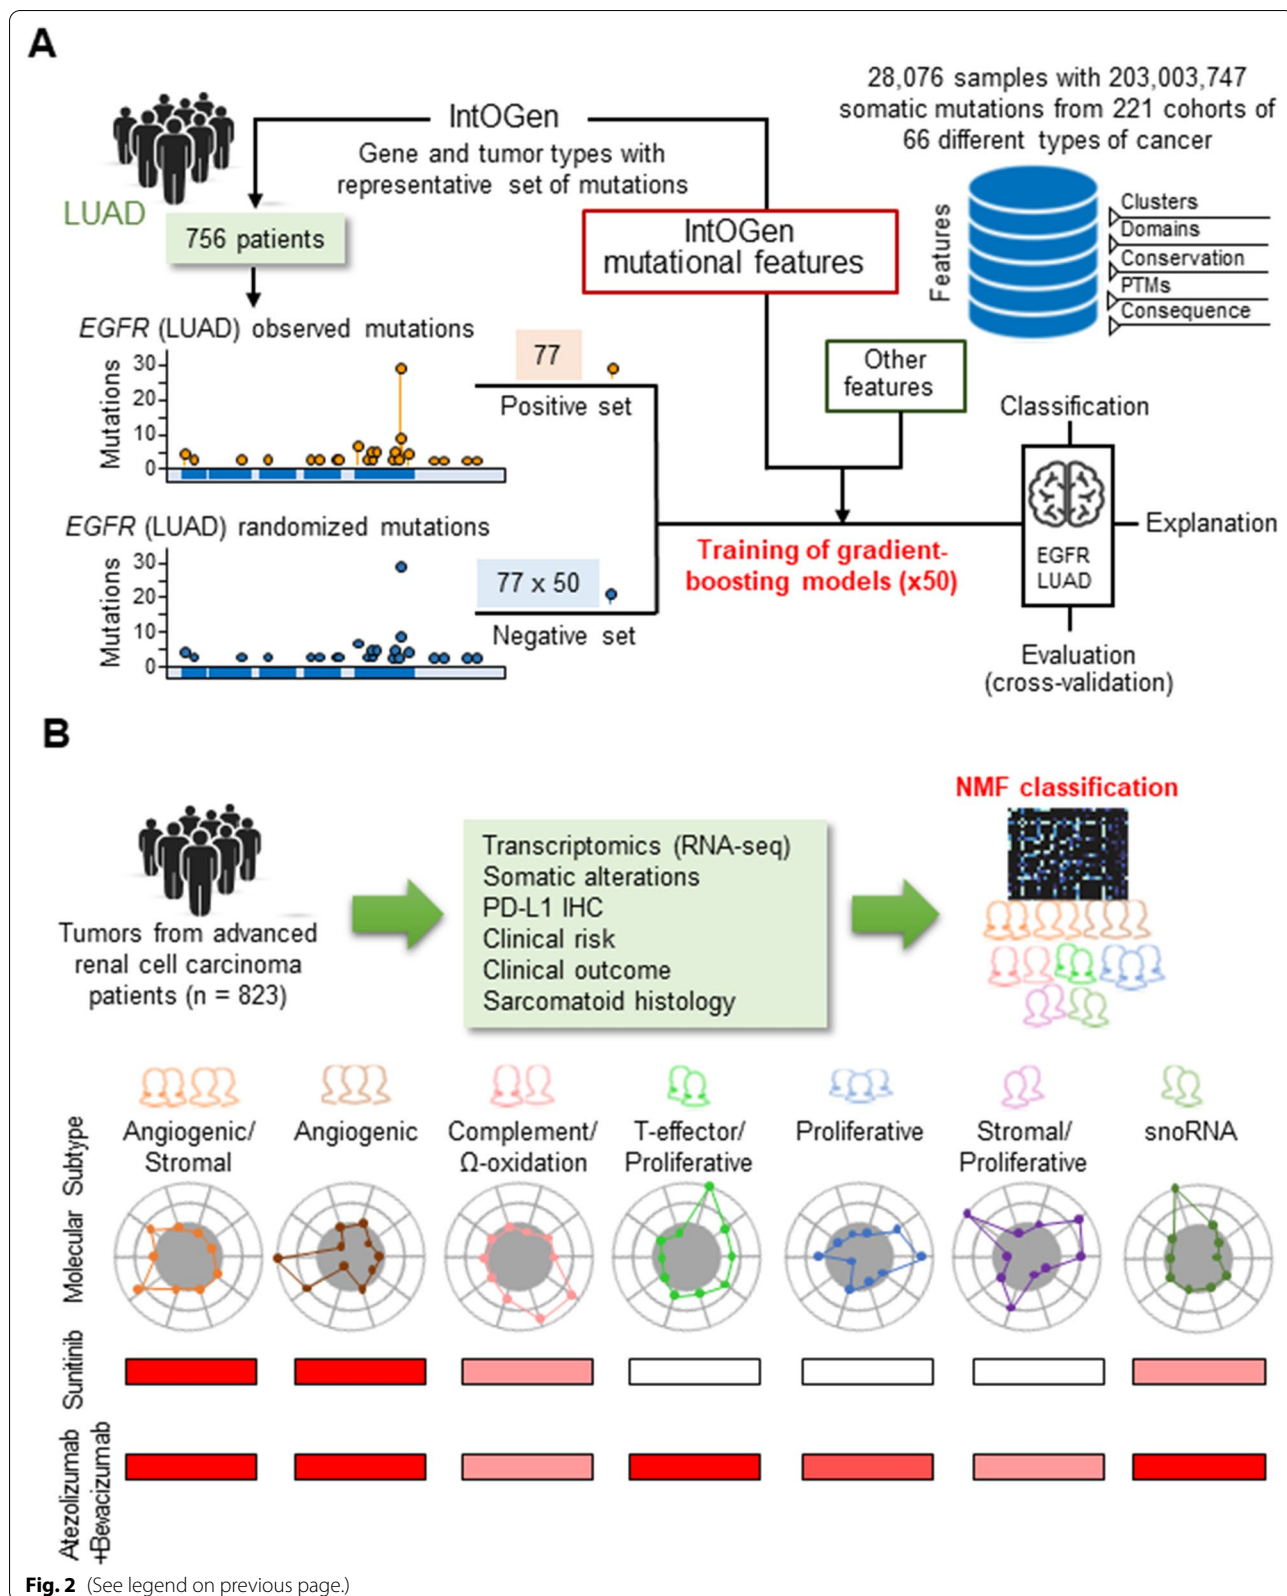 A
28,076 samples with 203,003,747
somatic mutations from 221 cohorts of
66 different types of cancer
IntOGen
Gene and tumor types with
representative set of mutations
LUAD
756 patients
IntOGen
mutational features
Features
Clusters
Domains
Conservation
PTMs
Consequence
EGFR (LUAD) observed mutations
Mutations
30
20
10
0
77
Positive set
Other
features
Classification
EGFR
LUAD
Explanation
Evaluation
(cross-validation)
EGFR (LUAD) randomized mutations
Mutations
30
20
10
0
77 x 50
Negative set
Training of gradient-
boosting models (x50)
B
Tumors from advanced
renal cell carcinoma
patients (n = 823)
Transcriptomics (RNA-seq)
Somatic alterations
PD-L1 IHC
Clinical risk
Clinical outcome
Sarcomatoid histology
NMF classification
Molecular Subtype
Angiogenic/
Stromal
Angiogenic
Complement/
Ω-oxidation
T-effector/
Proliferative
Proliferative
Stromal/
Proliferative
snoRNA
Sunitinib
Atezolizumab
+Bevacizumab
Fig. 2 (See legend on previous page.)